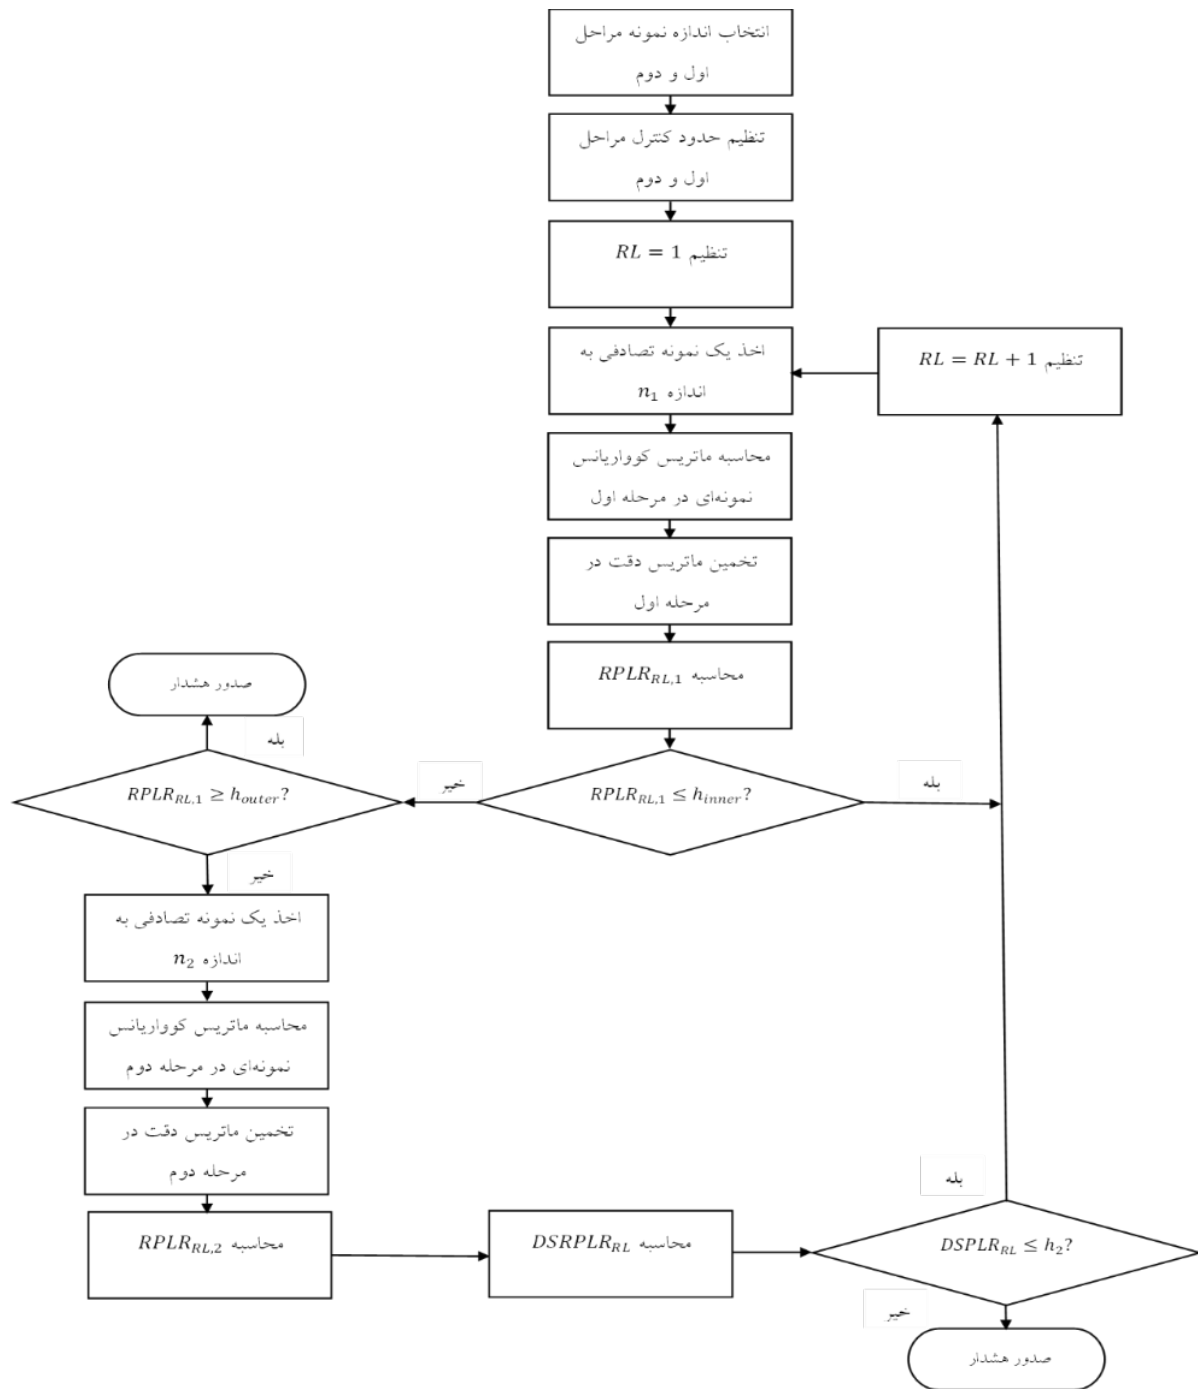 انتخاب اندازه نمونه مراحل
اول و دوم
تنظیم حدود کنترل مراحل
اول و دوم
تنظیم RL = 1
اخذ یک نمونه تصادفی به
اندازه n₁
تنظیم RL = RL + 1
محاسبه ماتریس کوواریانس
نمونه‌ای در مرحله اول
تخمین ماتریس دقت در
مرحله اول
محاسبه RPLR_{RL,1}
صدور هشدار
بله
RPLR_{RL,1} ≥ h_{outer}?
خیر
RPLR_{RL,1} ≤ h_{inner}?
بله
خیر
اخذ یک نمونه تصادفی به
اندازه n₂
محاسبه ماتریس کوواریانس
نمونه‌ای در مرحله دوم
تخمین ماتریس دقت در
مرحله دوم
محاسبه RPLR_{RL,2}
محاسبه DSRPLR_{RL}
بله
DSPLR_{RL} ≤ h₂?
خیر
صدور هشدار